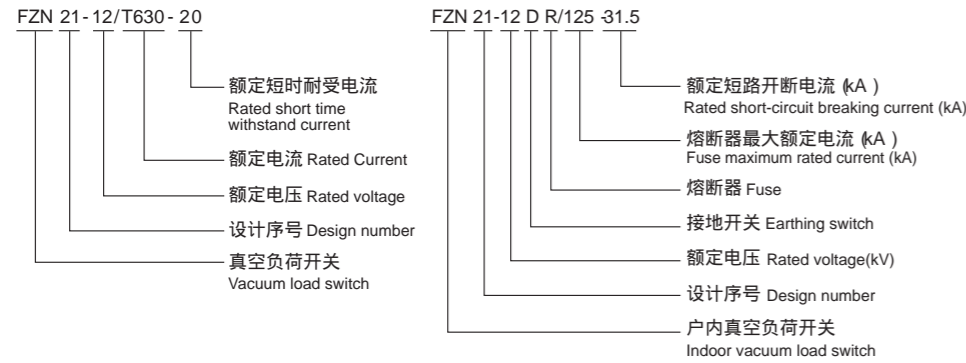 FZN 21-12/T630-20
额定短时耐受电流
Rated short time
withstand current
额定电流 Rated Current
额定电压 Rated voltage
设计序号 Design number
真空负荷开关
Vacuum load switch
FZN 21-12 D R/125-31.5
额定短路开断电流 (kA)
Rated short-circuit breaking current (kA)
熔断器最大额定电流 (kA)
Fuse maximum rated current (kA)
熔断器 Fuse
接地开关 Earthing switch
额定电压 Rated voltage(kV)
设计序号 Design number
户内真空负荷开关
Indoor vacuum load switch